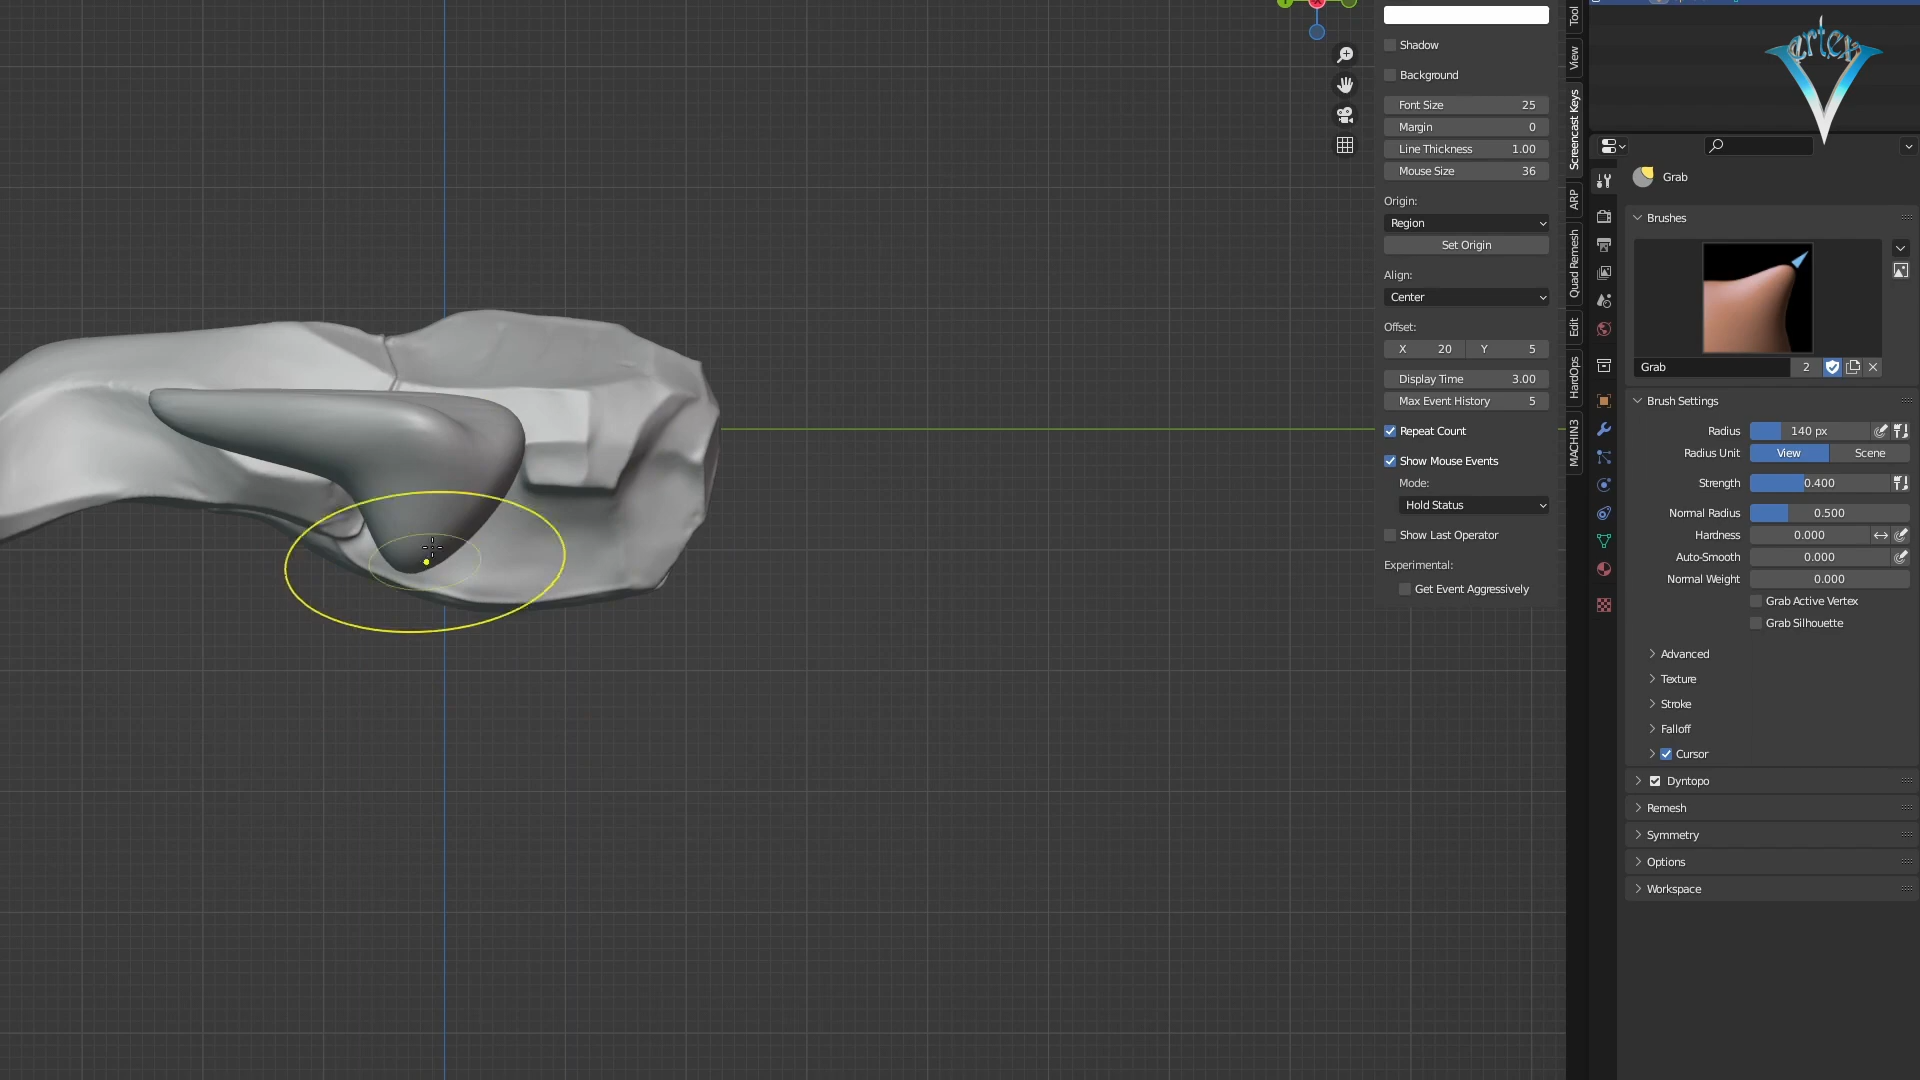 Shadow
Background
Font Size 25
Margin 0
Line Thickness 1.00
Mouse Size 36
Origin:
Region
Set Origin
Align:
Center
Offset:
X 20 Y 5
Display Time 3.00
Max Event History 5
Repeat Count
Show Mouse Events
Mode:
Hold Status
Show Last Operator
Experimental:
Get Event Aggressively
Tool
View
Screencast Keys
ARP
Quad Remesh
Edit
HardOps
MACHIN3
Vartex
Grab
Brushes
Grab 2
Brush Settings
Radius 140 px
Radius Unit View Scene
Strength 0.400
Normal Radius 0.500
Hardness 0.000
Auto-Smooth 0.000
Normal Weight 0.000
Grab Active Vertex
Grab Silhouette
Advanced
Texture
Stroke
Falloff
Cursor
Dyntopo
Remesh
Symmetry
Options
Workspace